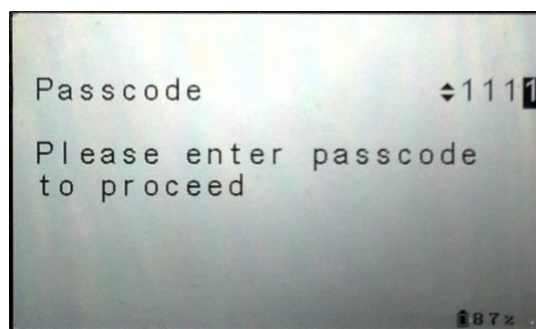 Passcode 1111
Please enter passcode
to proceed
87%